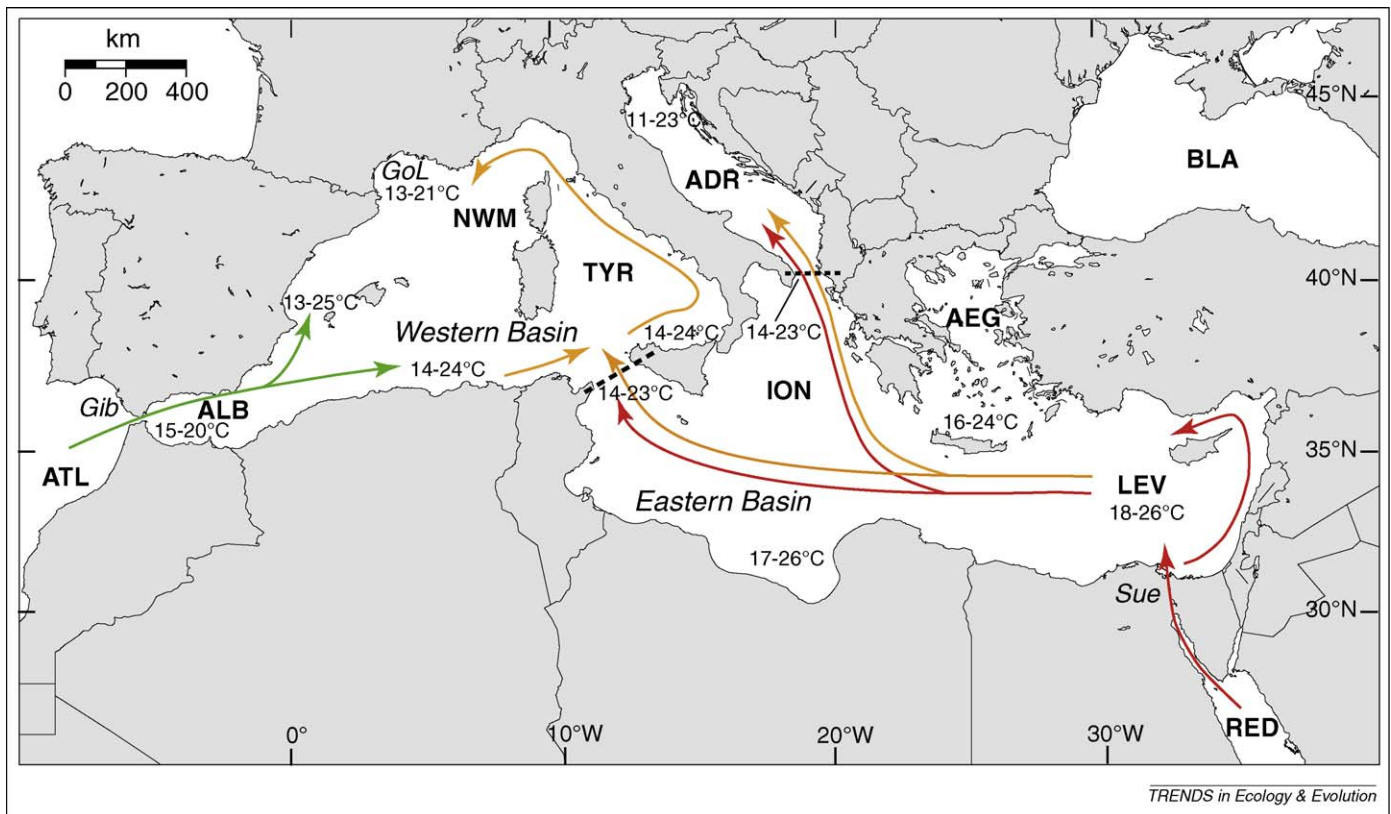 km
0 200 400
45°N
11-23°C
BLA
GoL
13-21°C
ADR
NWM
TYR
40°N
13-25°C
AEG
Western Basin
14-24°C
14-23°C
14-24°C
14-23°C
ION
Gib
ALB
15-20°C
16-24°C
35°N
ATL
LEV
Eastern Basin
18-26°C
17-26°C
Sue
30°N
RED
0° 10°W 20°W 30°W
TRENDS in Ecology & Evolution